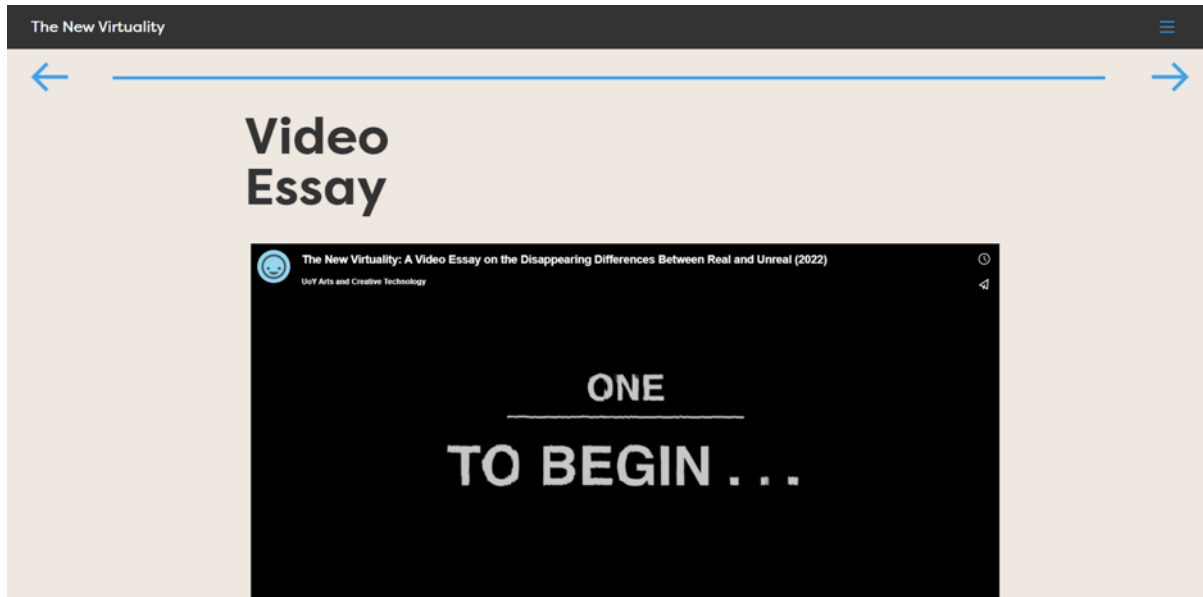 The New Virtuality
Video
Essay
The New Virtuality: A Video Essay on the Disappearing Differences Between Real and Unreal (2022)
UoY Arts and Creative Technology
ONE
TO BEGIN . . .